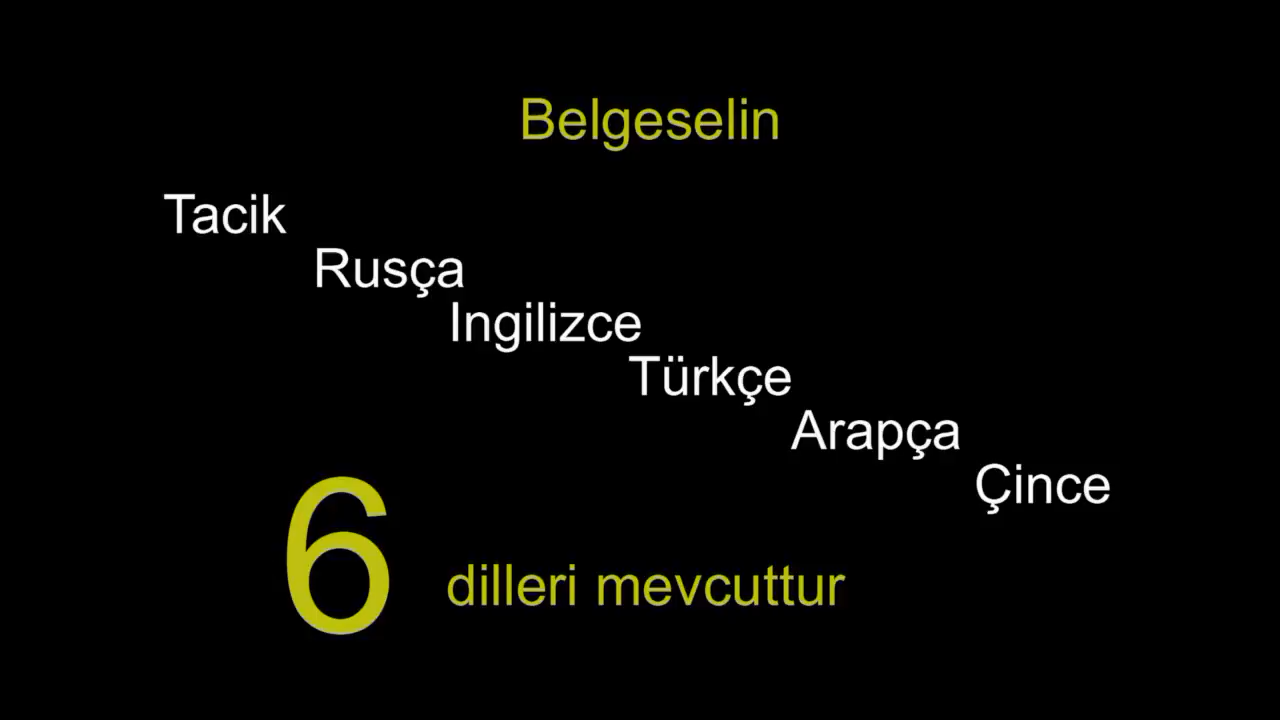 Belgeselin
Tacik
Rusça
Ingilizce
Türkçe
Arapça
Çince
6 dilleri mevcuttur